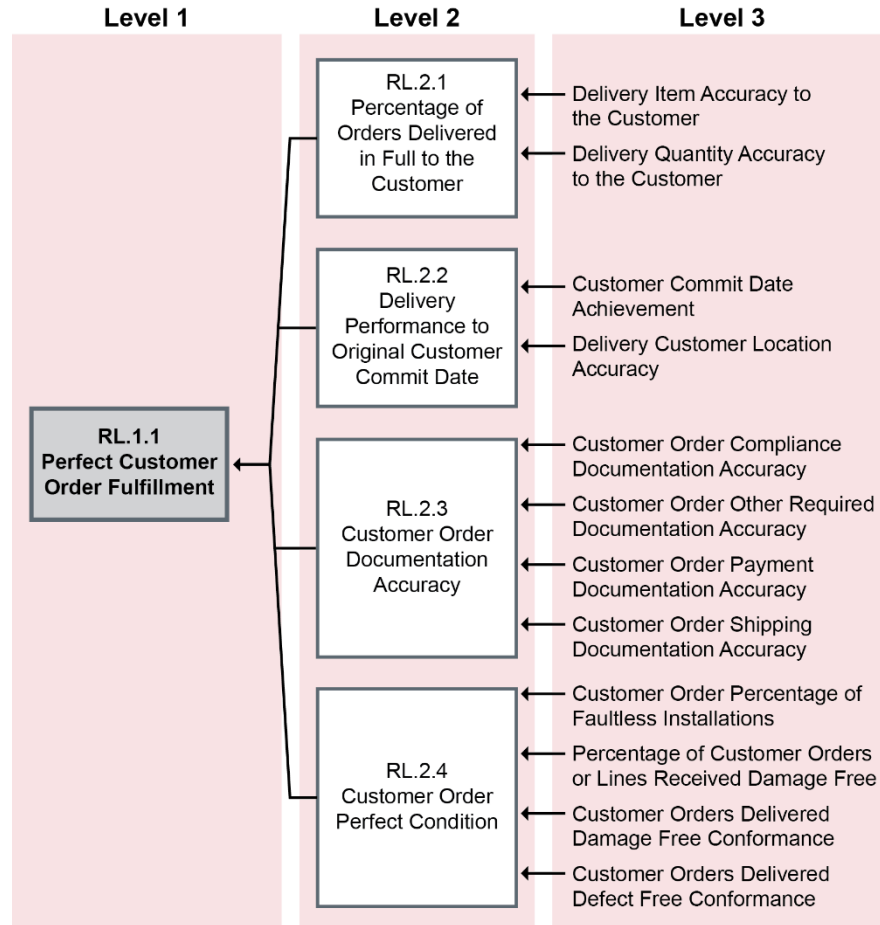 Level 1
Level 2
Level 3
RL.1.1
Perfect Customer
Order Fulfillment
RL.2.1
Percentage of
Orders Delivered
in Full to the
Customer
Delivery Item Accuracy to
the Customer
Delivery Quantity Accuracy
to the Customer
RL.2.2
Delivery
Performance to
Original Customer
Commit Date
Customer Commit Date
Achievement
Delivery Customer Location
Accuracy
RL.2.3
Customer Order
Documentation
Accuracy
Customer Order Compliance
Documentation Accuracy
Customer Order Other Required
Documentation Accuracy
Customer Order Payment
Documentation Accuracy
Customer Order Shipping
Documentation Accuracy
RL.2.4
Customer Order
Perfect Condition
Customer Order Percentage of
Faultless Installations
Percentage of Customer Orders
or Lines Received Damage Free
Customer Orders Delivered
Damage Free Conformance
Customer Orders Delivered
Defect Free Conformance